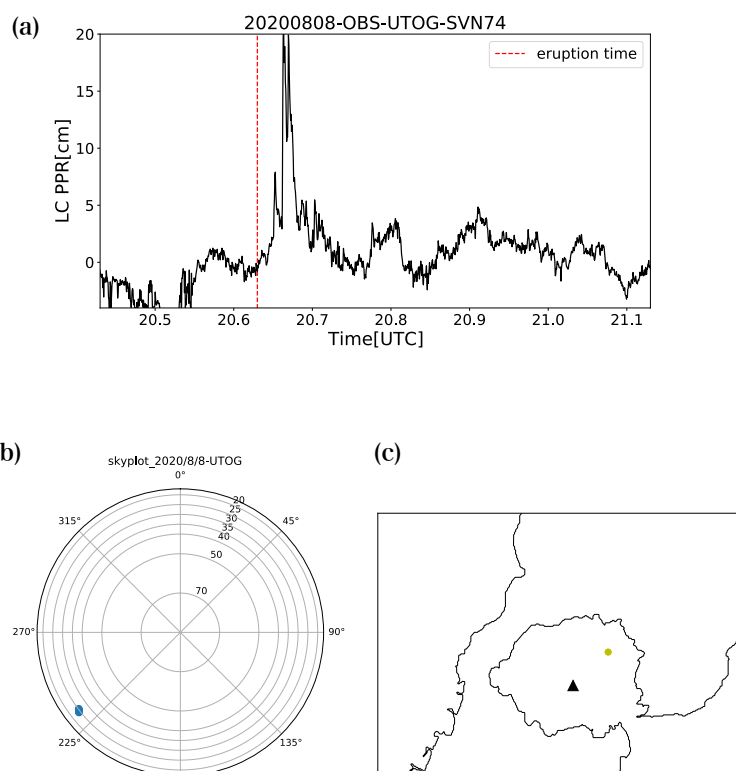 (a)
20200808-OBS-UTOG-SVN74
20
15
10
5
0
LC PPR[cm]
eruption time
20.5 20.6 20.7 20.8 20.9 21.0 21.1
Time[UTC]
b)
skyplot_2020/8/8-UTOG
0°
315° 45°
20
25
30
35
40
50
70
270° 90°
225° 135°
(c)